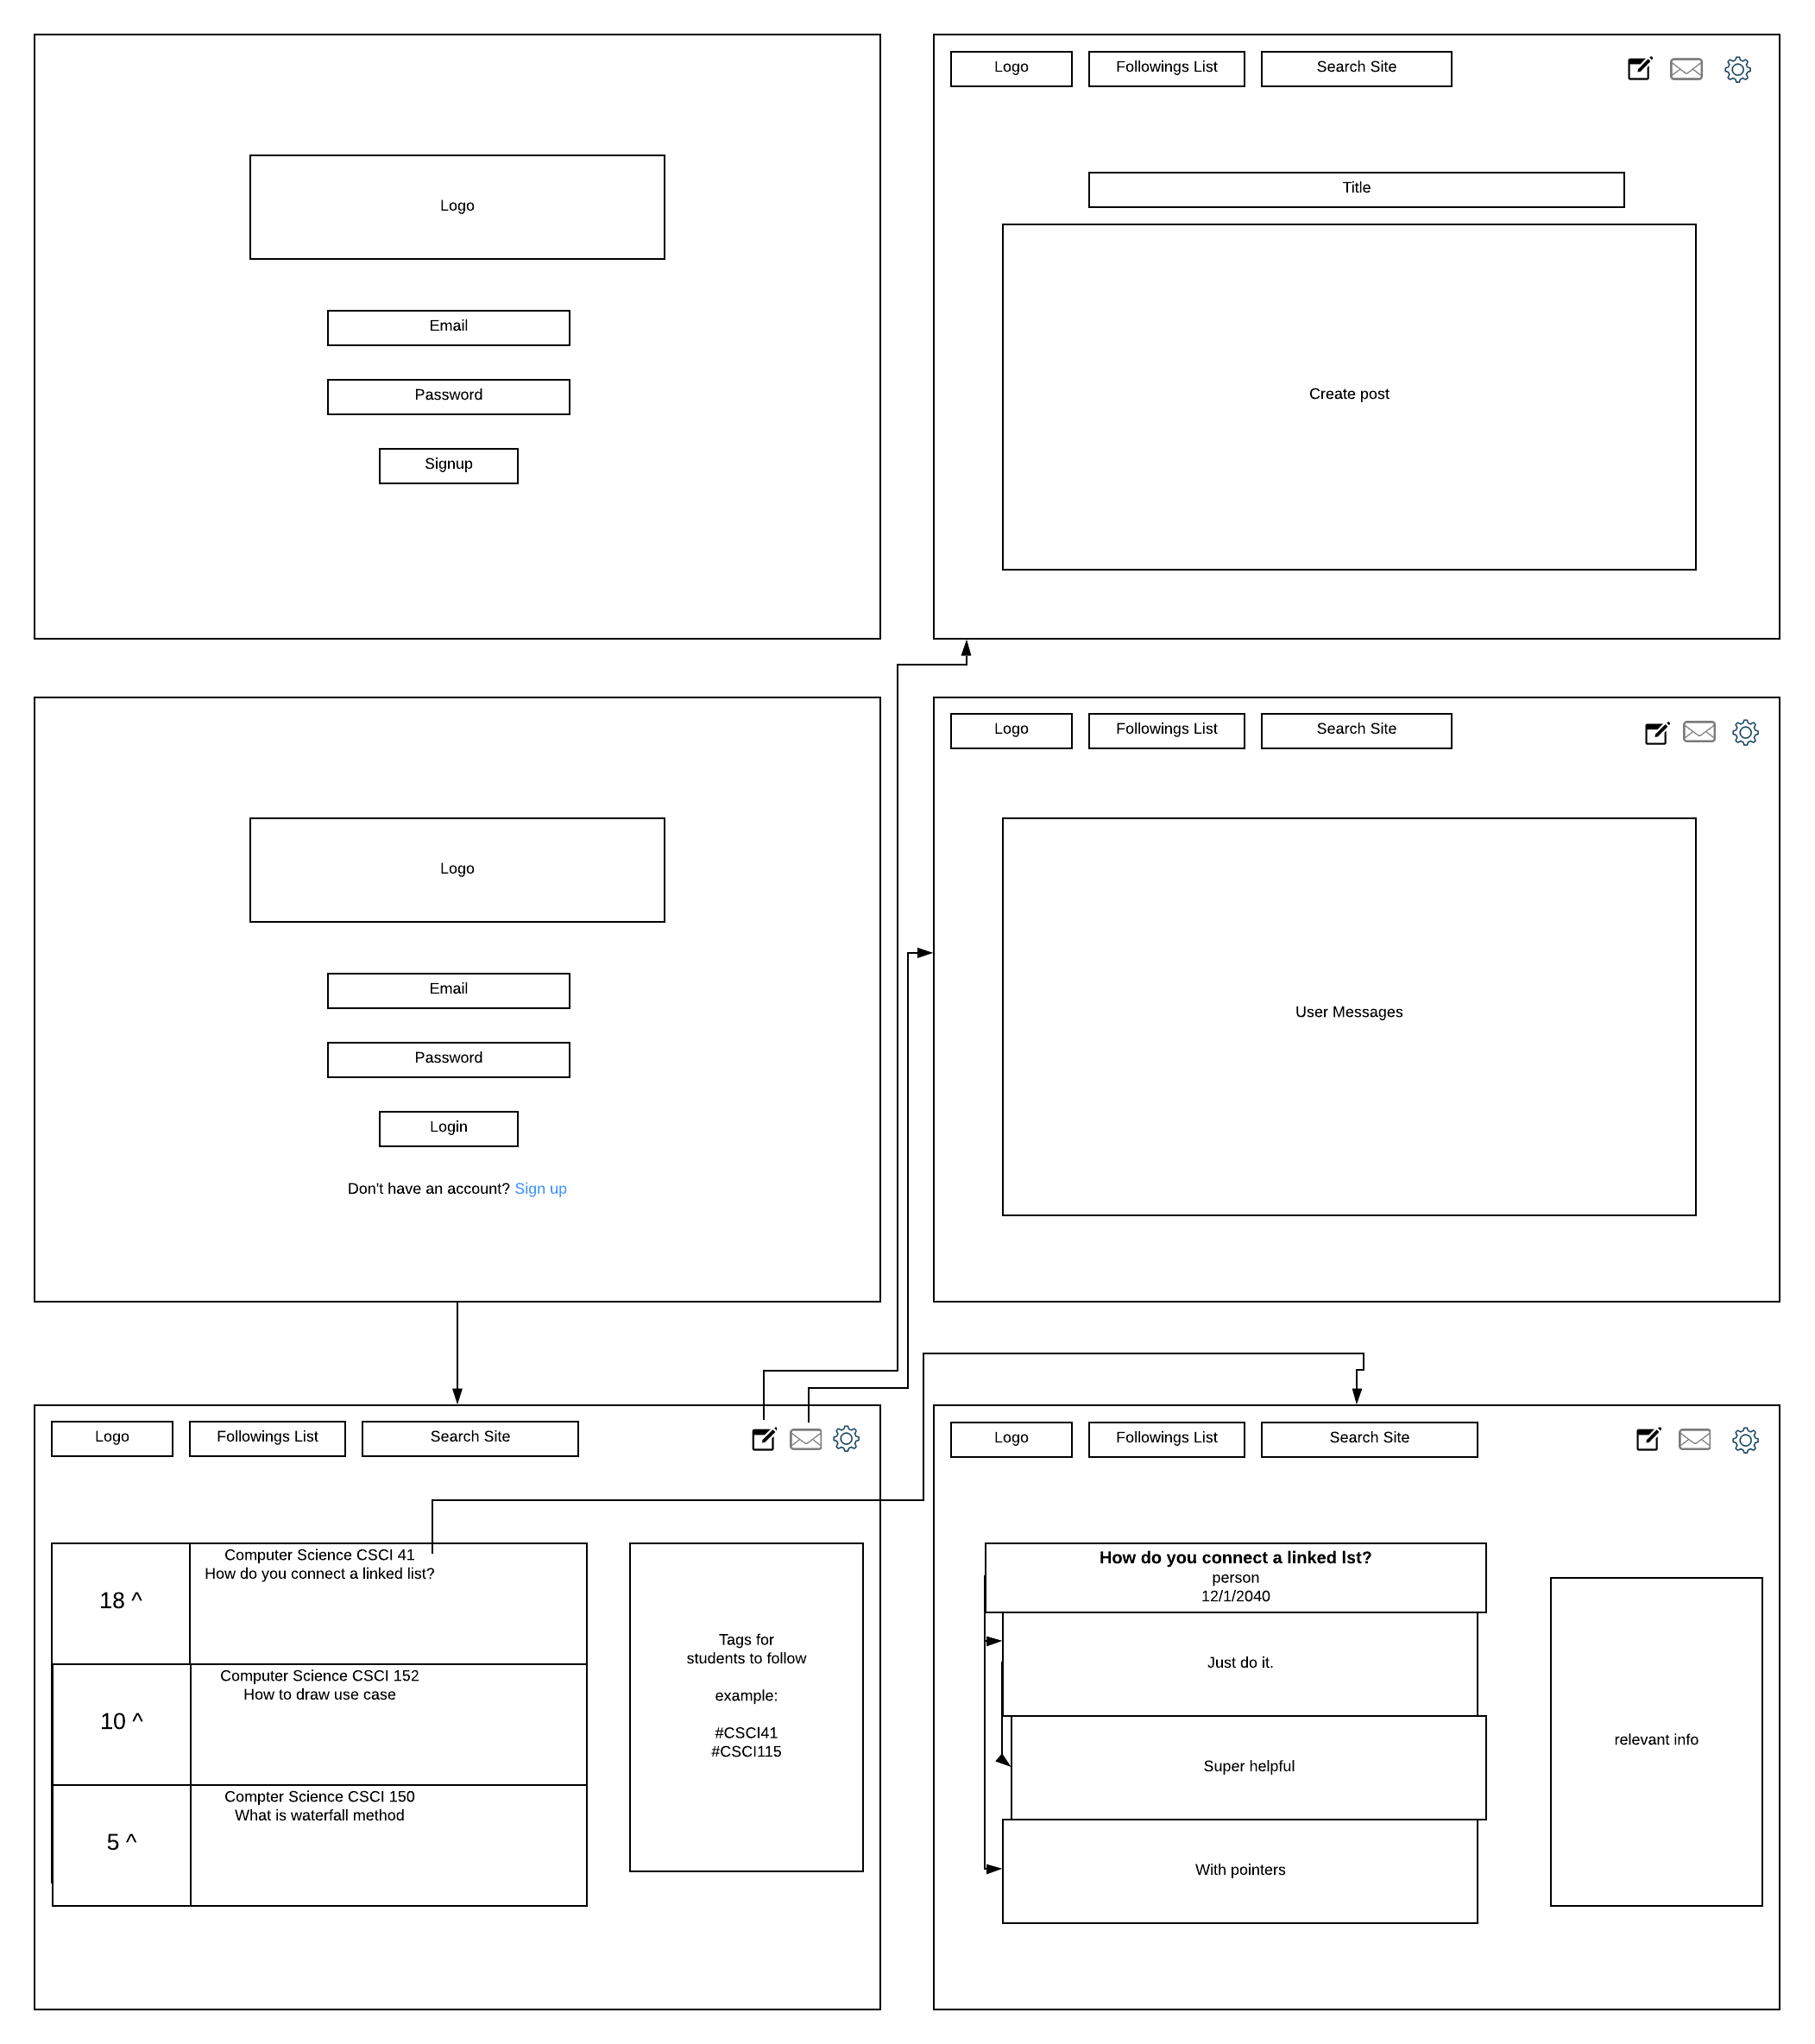 Logo
Email
Password
Signup
Logo
Followings List
Search Site
Title
Create post
Logo
Email
Password
Login
Don't have an account? Sign up
Logo
Followings List
Search Site
User Messages
Logo
Followings List
Search Site
18 ^
Computer Science CSCI 41
How do you connect a linked list?
10 ^
Computer Science CSCI 152
How to draw use case
5 ^
Compter Science CSCI 150
What is waterfall method
Tags for
students to follow
example:
#CSCI41
#CSCI115
Logo
Followings List
Search Site
How do you connect a linked lst?
person
12/1/2040
Just do it.
Super helpful
With pointers
relevant info